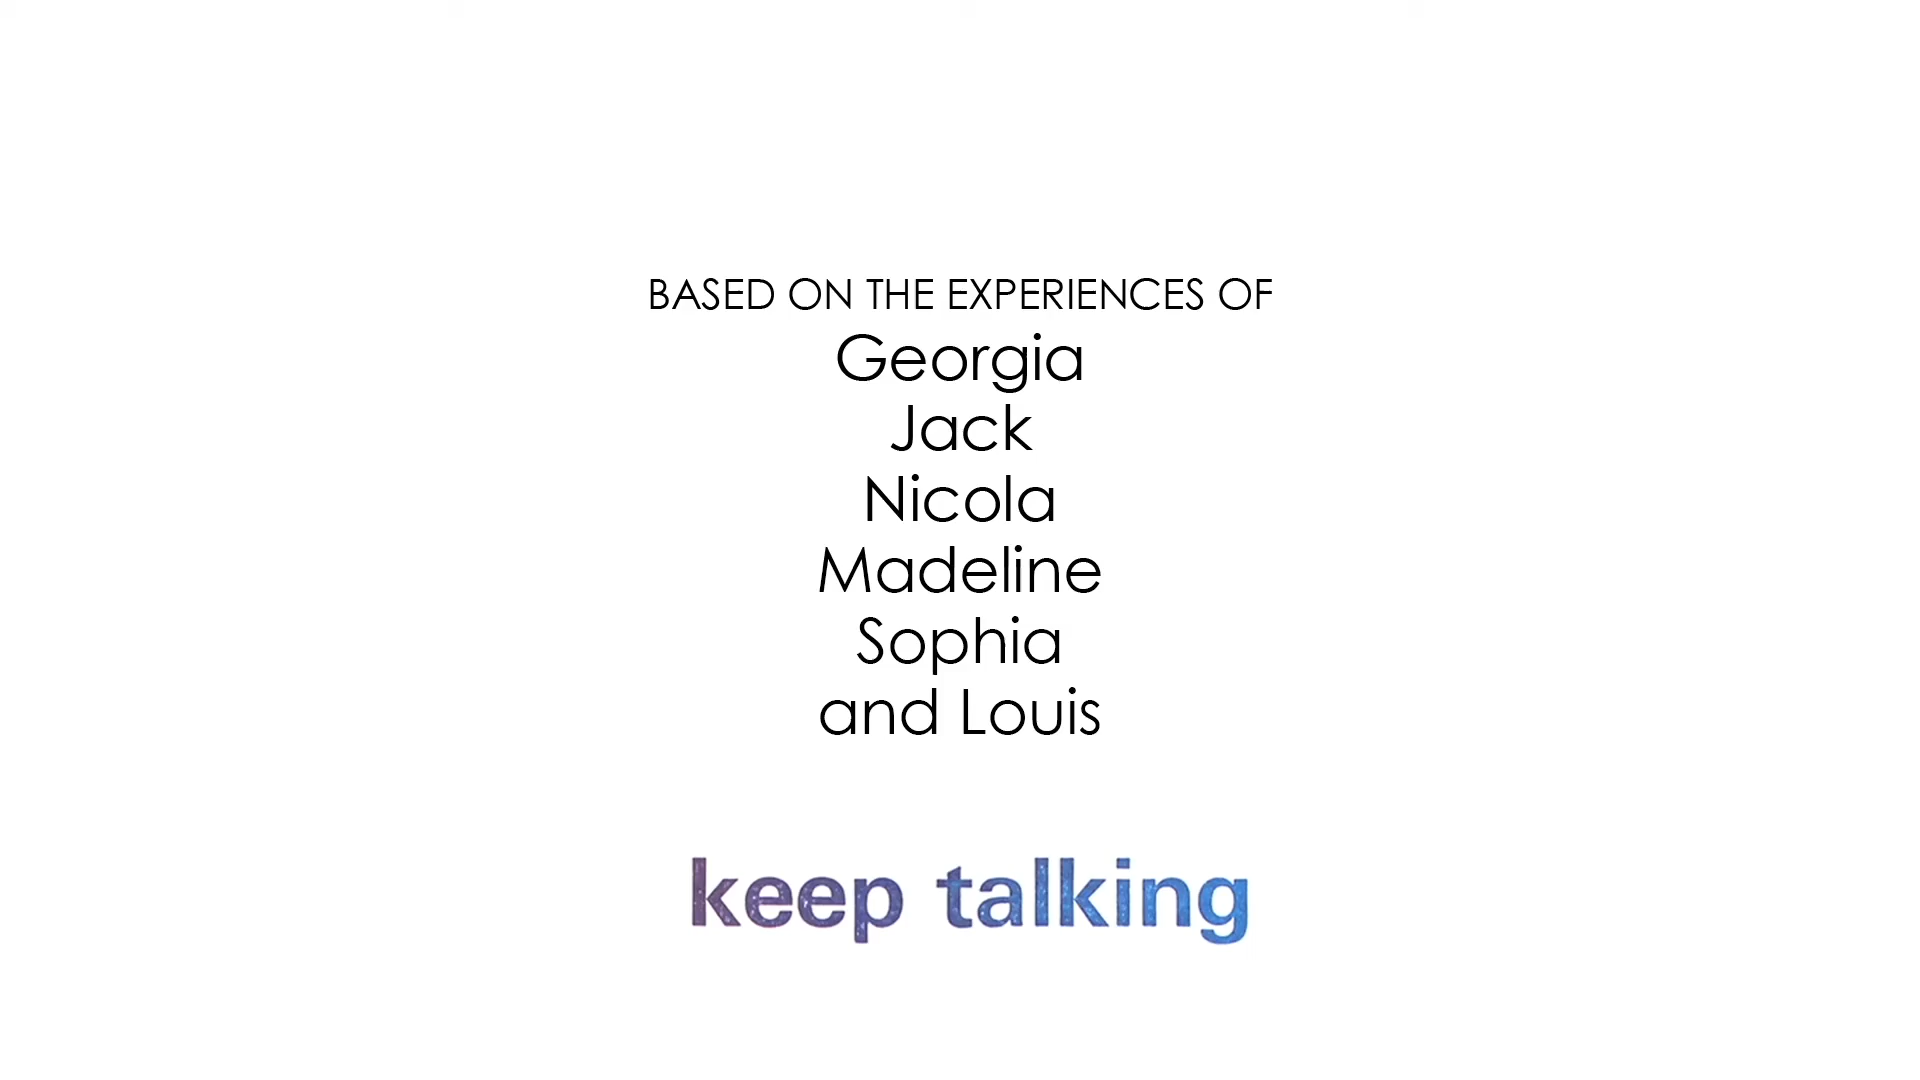 BASED ON THE EXPERIENCES OF
Georgia
Jack
Nicola
Madeline
Sophia
and Louis
keep talking